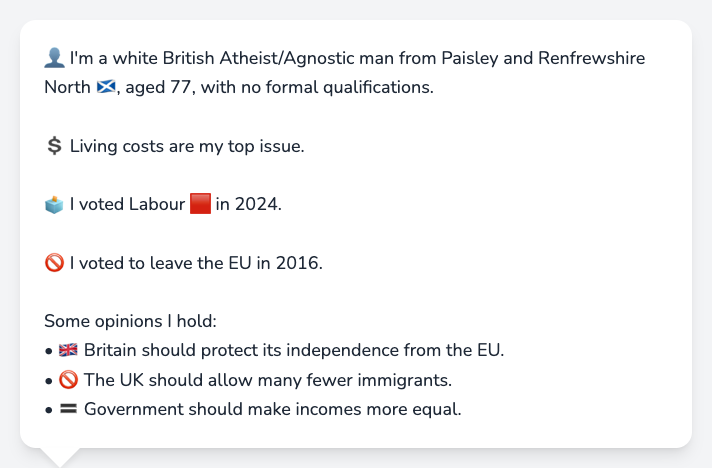 👤 I'm a white British Atheist/Agnostic man from Paisley and Renfrewshire
North 🏴󠁧󠁢󠁳󠁣󠁴󠁿, aged 77, with no formal qualifications.
💲 Living costs are my top issue.
🗳️ I voted Labour 🟥 in 2024.
🚫 I voted to leave the EU in 2016.
Some opinions I hold:
• 🇬🇧 Britain should protect its independence from the EU.
• 🚫 The UK should allow many fewer immigrants.
• 🟰 Government should make incomes more equal.